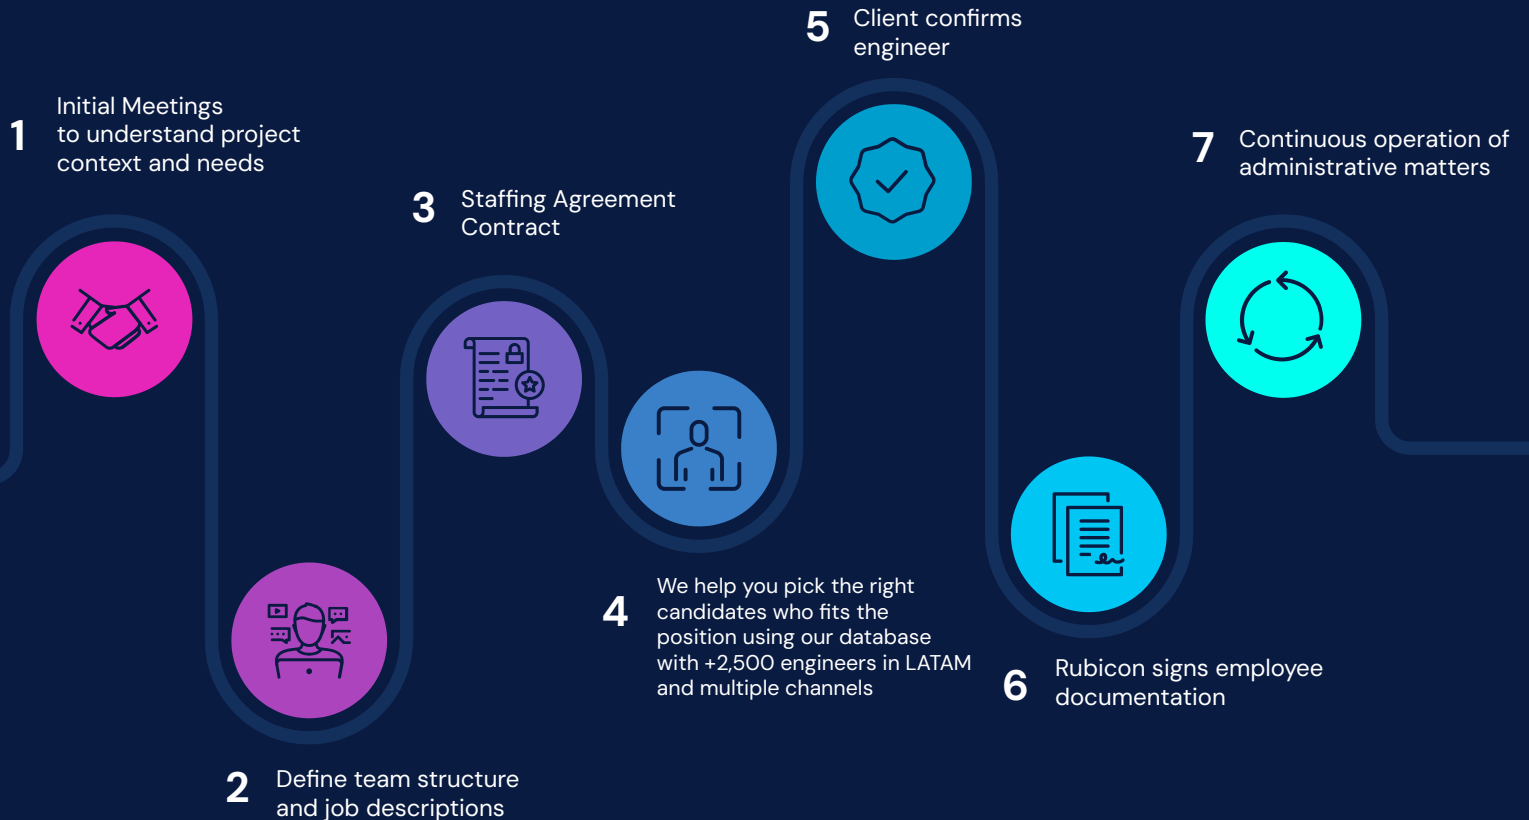 1
Initial Meetings
to understand project
context and needs
2
Define team structure
and job descriptions
3
Staffing Agreement
Contract
4
We help you pick the right
candidates who fits the
position using our database
with +2,500 engineers in LATAM
and multiple channels
5
Client confirms
engineer
6
Rubicon signs employee
documentation
7
Continuous operation of
administrative matters